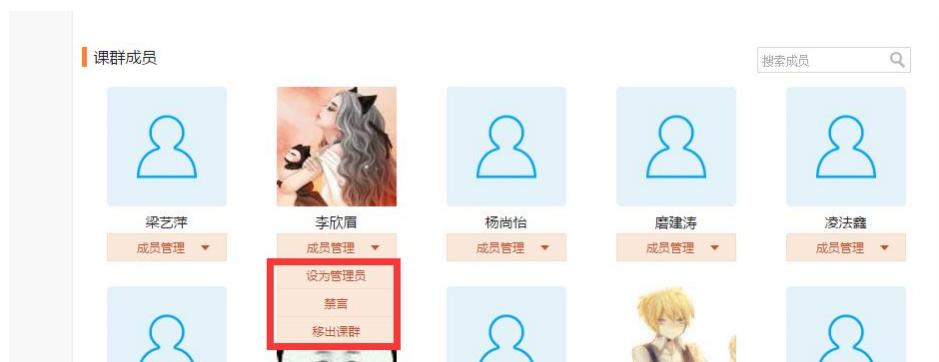 课群成员
搜索成员
梁艺萍
李欣眉
杨尚怡
磨建涛
凌法鑫
成员管理
成员管理
成员管理
成员管理
成员管理
设为管理员
禁言
移出课群